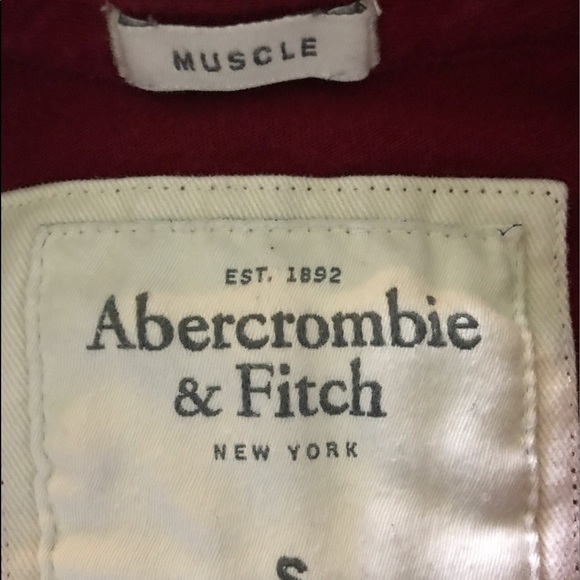 MUSCLE
EST. 1892
Abercrombie
& Fitch
NEW YORK
S